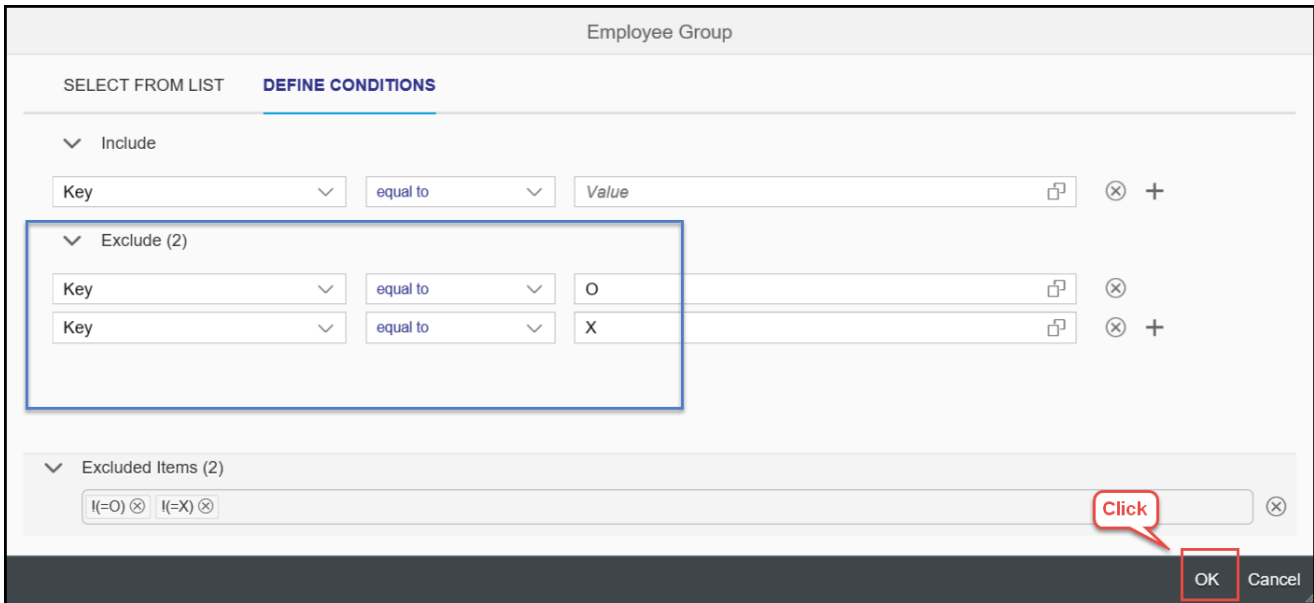 Employee Group
SELECT FROM LIST DEFINE CONDITIONS
Include
Key equal to Value
Exclude (2)
Key equal to O
Key equal to X
Excluded Items (2)
!(=O) !(=X)
Click
OK Cancel